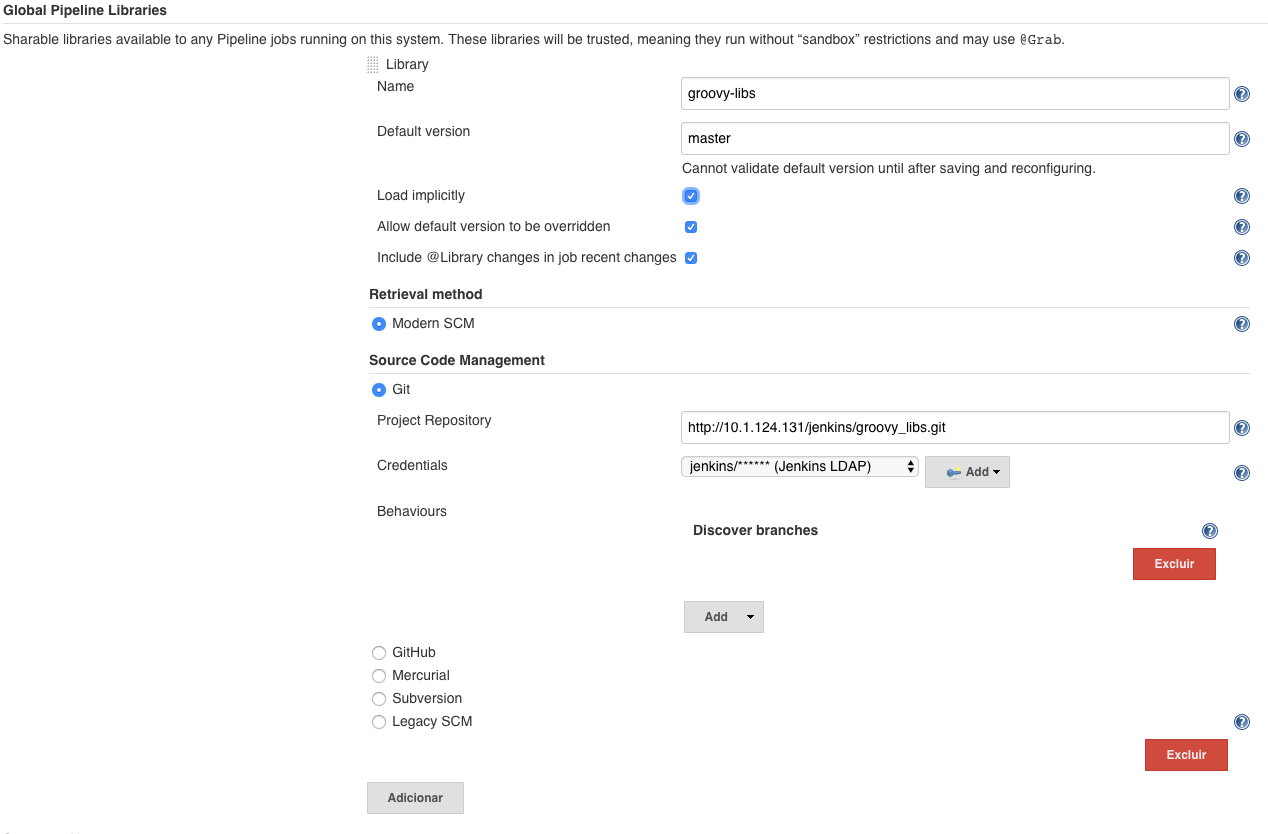 Global Pipeline Libraries
Sharable libraries available to any Pipeline jobs running on this system. These libraries will be trusted, meaning they run without “sandbox” restrictions and may use @Grab.
Library
Name
groovy-libs
Default version
master
Cannot validate default version until after saving and reconfiguring.
Load implicitly
Allow default version to be overridden
Include @Library changes in job recent changes
Retrieval method
Modern SCM
Source Code Management
Git
Project Repository
http://10.1.124.131/jenkins/groovy_libs.git
Credentials
jenkins/****** (Jenkins LDAP)
Add
Behaviours
Discover branches
Excluir
Add
GitHub
Mercurial
Subversion
Legacy SCM
Excluir
Adicionar